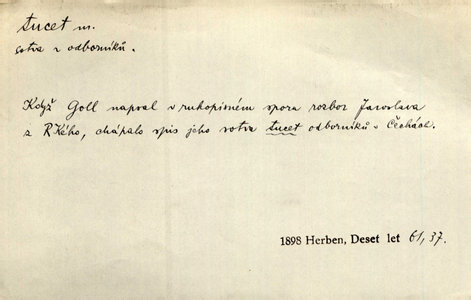 tucet m.
sotva z odborníků.
Když Goll napsal v rukopisném sporu rozbor Jaroslava
z RKého, chápalo spis jeho sotva tucet odborníků v Čechách.
1898 Herben, Deset let 61, 37.